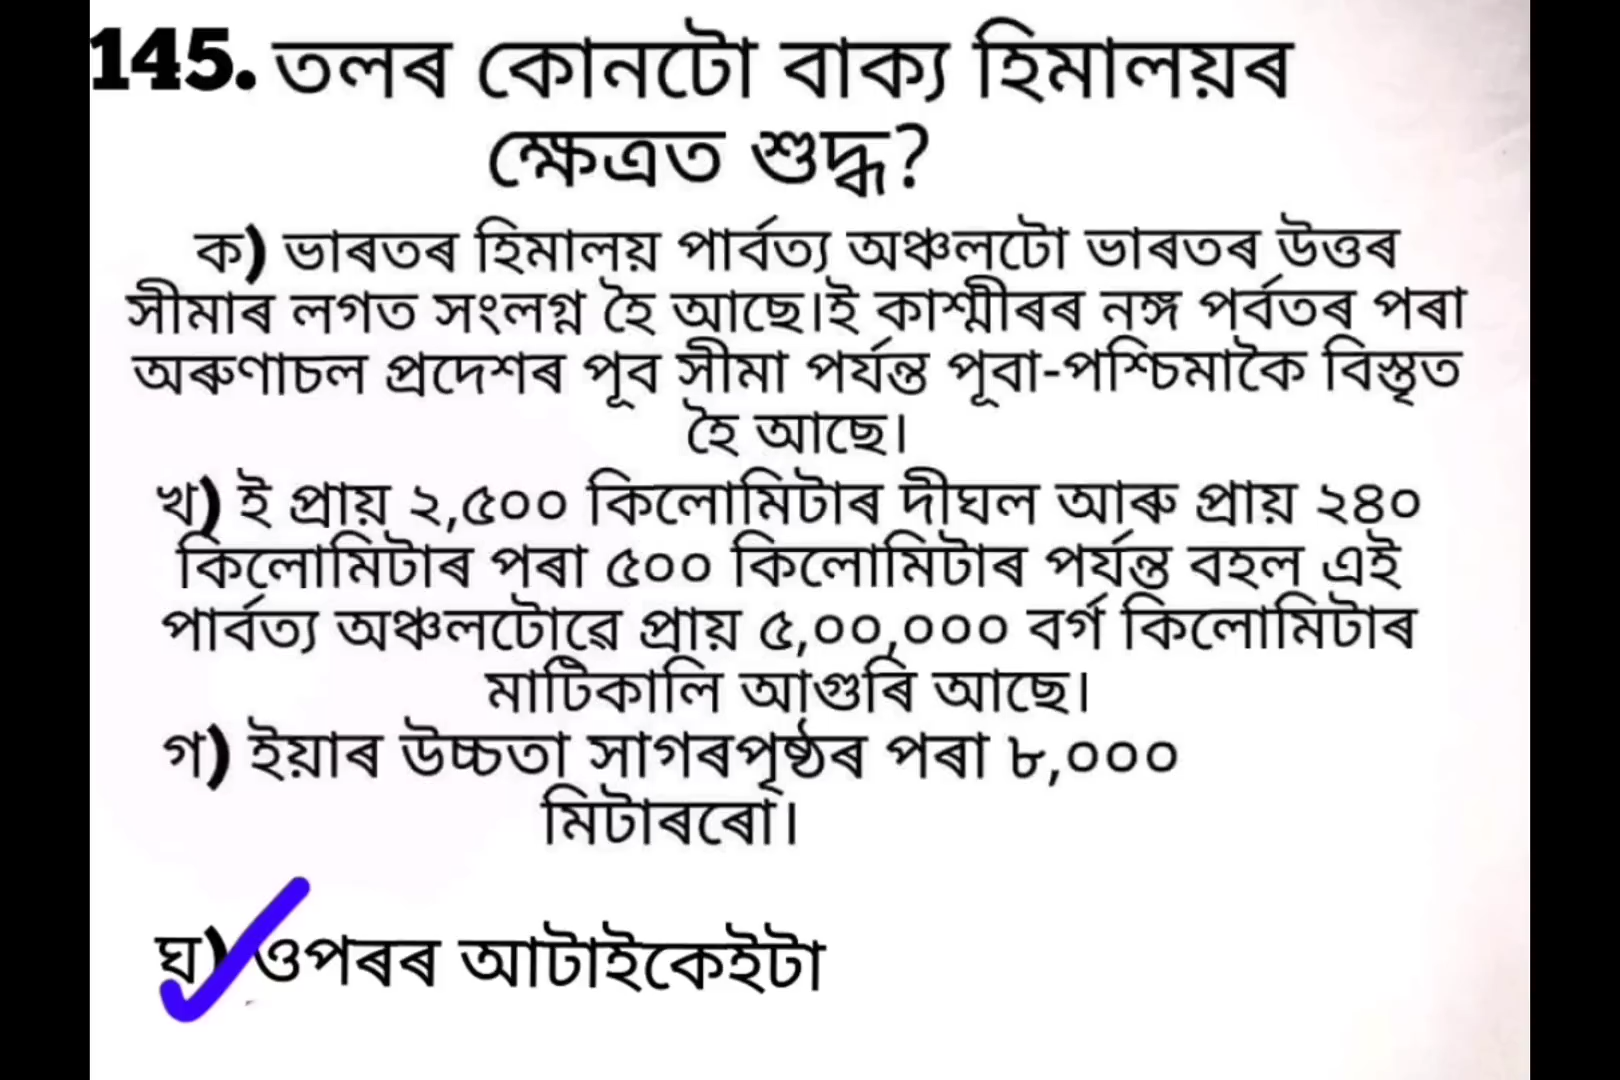 145. তলৰ কোনটো বাক্য হিমালয়ৰ
ক্ষেত্ৰত শুদ্ধ?
ক) ভাৰতৰ হিমালয় পাৰ্বত্য অঞ্চলটো ভাৰতৰ উত্তৰ
সীমাৰ লগত সংলগ্ন হৈ আছে।ই কাশ্মীৰৰ নঙ্গ পৰ্বতৰ পৰা
অৰুণাচল প্ৰদেশৰ পূব সীমা পৰ্যন্ত পূবা-পশ্চিমাকৈ বিস্তৃত
হৈ আছে।
খ) ই প্ৰায় ২,৫০০ কিলোমিটাৰ দীঘল আৰু প্ৰায় ২৪০
কিলোমিটাৰ পৰা ৫০০ কিলোমিটাৰ পৰ্যন্ত বহল এই
পাৰ্বত্য অঞ্চলটোৱে প্ৰায় ৫,০০,০০০ বৰ্গ কিলোমিটাৰ
মাটিকালি আগুৰি আছে।
গ) ইয়াৰ উচ্চতা সাগৰপৃষ্ঠৰ পৰা ৮,০০০
মিটাৰৰো।
ঘ) ওপৰৰ আটাইকেইটা